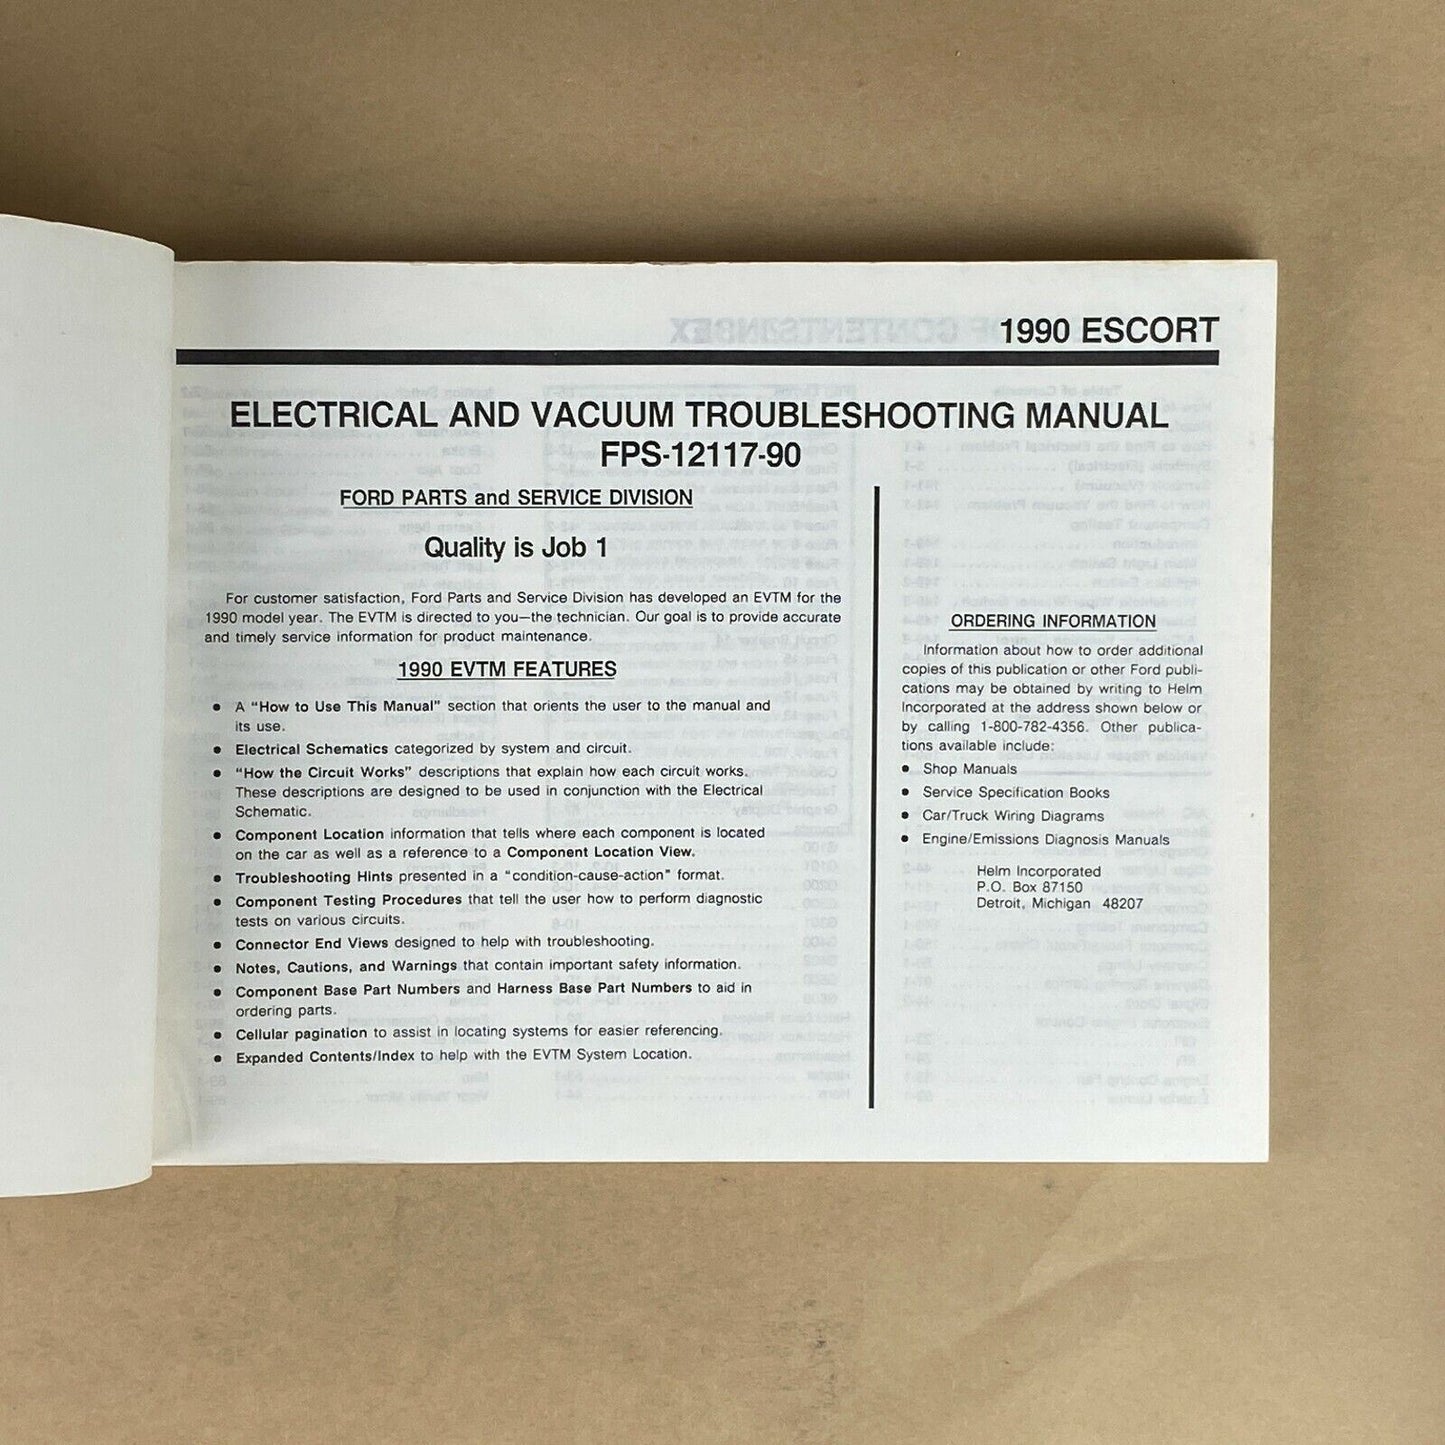 1990 ESCORT
ELECTRICAL AND VACUUM TROUBLESHOOTING MANUAL
FPS-12117-90
FORD PARTS and SERVICE DIVISION
Quality is Job 1
For customer satisfaction, Ford Parts and Service Division has developed an EVTM for the
1990 model year. The EVTM is directed to you—the technician. Our goal is to provide accurate
and timely service information for product maintenance.
1990 EVTM FEATURES
● A "How to Use This Manual" section that orients the user to the manual and
its use.
● Electrical Schematics categorized by system and circuit.
● "How the Circuit Works" descriptions that explain how each circuit works.
These descriptions are designed to be used in conjunction with the Electrical
Schematic.
● Component Location information that tells where each component is located
on the car as well as a reference to a Component Location View.
● Troubleshooting Hints presented in a "condition-cause-action" format.
● Component Testing Procedures that tell the user how to perform diagnostic
tests on various circuits.
● Connector End Views designed to help with troubleshooting.
● Notes, Cautions, and Warnings that contain important safety information.
● Component Base Part Numbers and Harness Base Part Numbers to aid in
ordering parts.
● Cellular pagination to assist in locating systems for easier referencing.
● Expanded Contents/Index to help with the EVTM System Location.
ORDERING INFORMATION
Information about how to order additional
copies of this publication or other Ford publi-
cations may be obtained by writing to Helm
Incorporated at the address shown below or
by calling 1-800-782-4356. Other publica-
tions available include:
● Shop Manuals
● Service Specification Books
● Car/Truck Wiring Diagrams
● Engine/Emissions Diagnosis Manuals
Helm Incorporated
P.O. Box 87150
Detroit, Michigan 48207